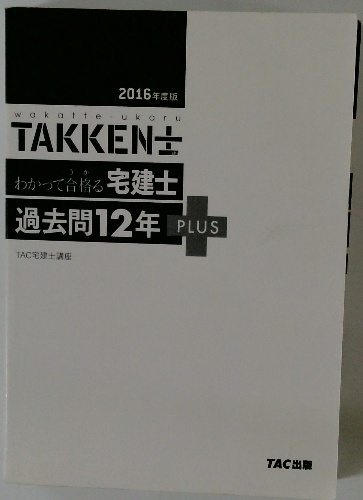 2016年度版
wakatte-ukaru
TAKKEN士
わかって合格る宅建士
うか
過去問12年 PLUS
TAC宅建士講座
TAC出版